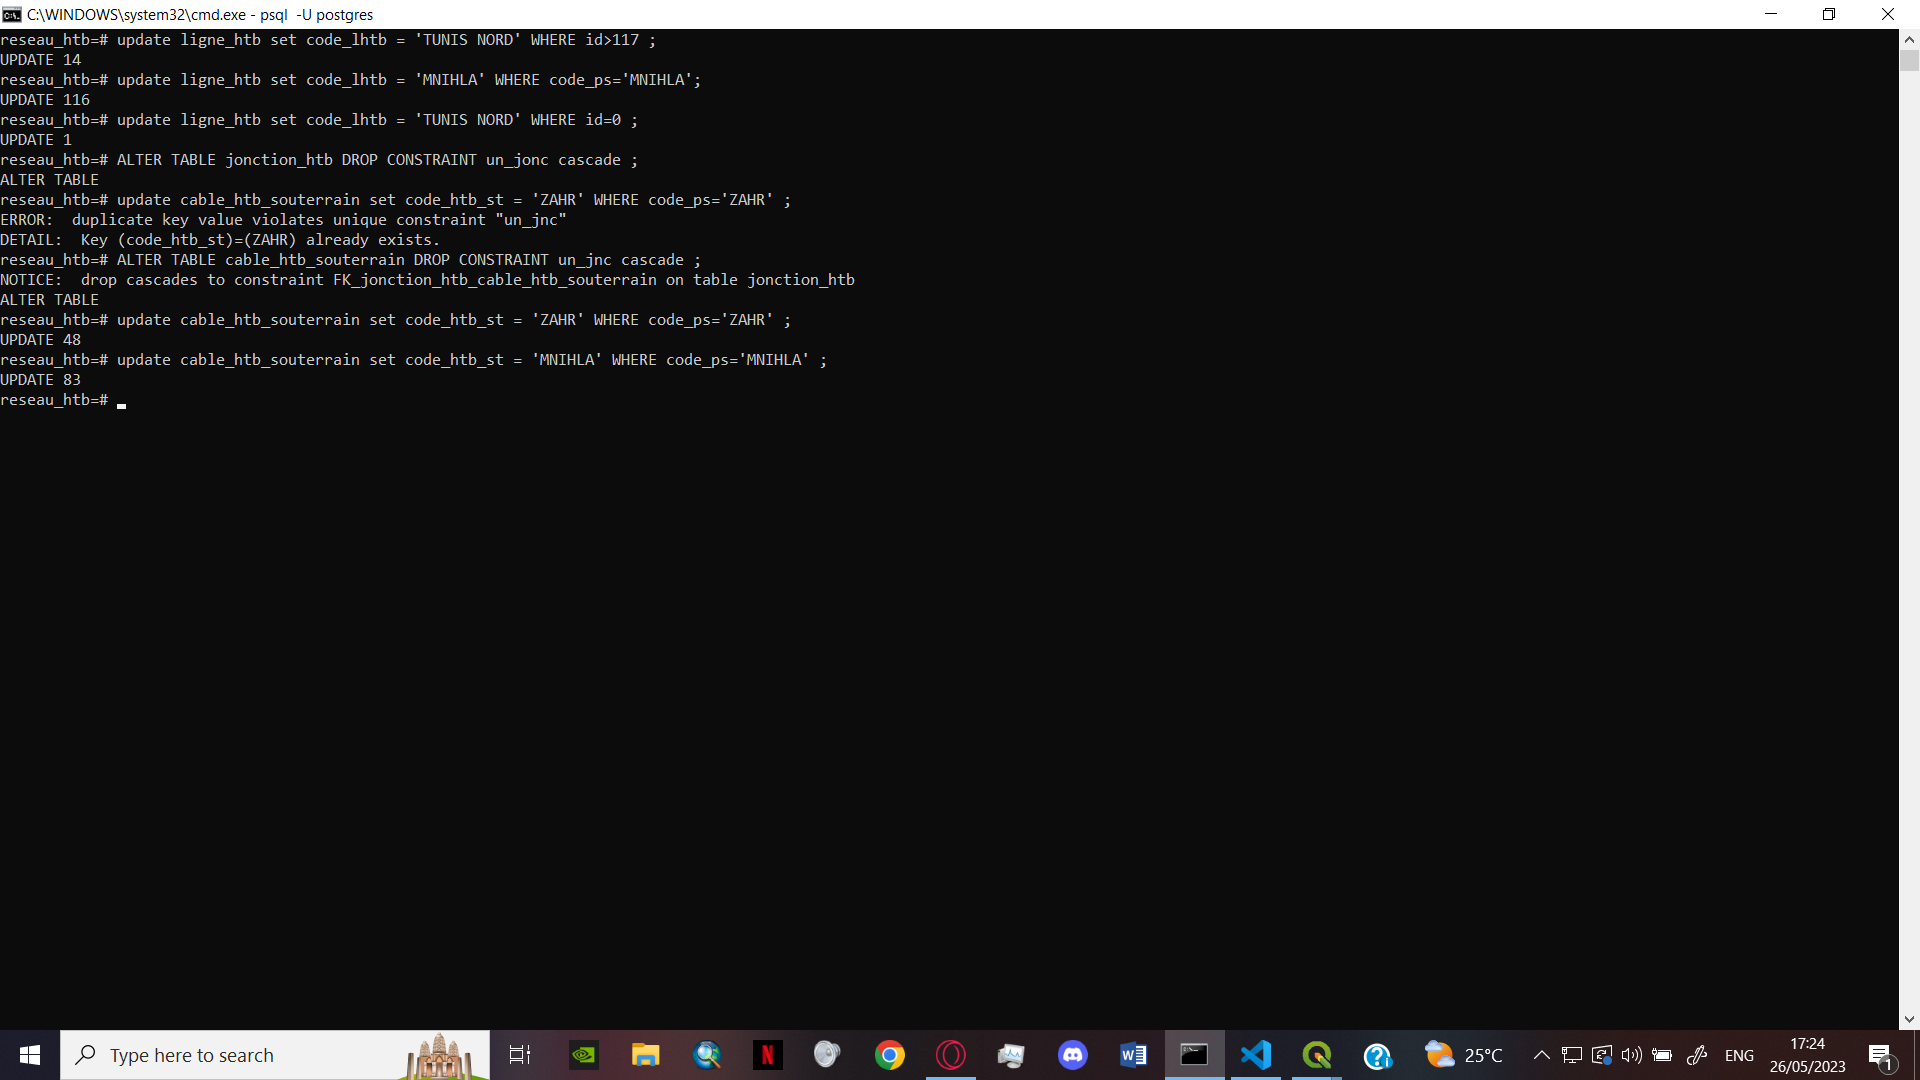 C:\WINDOWS\system32\cmd.exe - psql  -U postgres
reseau_htb=# update ligne_htb set code_lhtb = 'TUNIS NORD' WHERE id>117 ;
UPDATE 14
reseau_htb=# update ligne_htb set code_lhtb = 'MNIHLA' WHERE code_ps='MNIHLA';
UPDATE 116
reseau_htb=# update ligne_htb set code_lhtb = 'TUNIS NORD' WHERE id=0 ;
UPDATE 1
reseau_htb=# ALTER TABLE jonction_htb DROP CONSTRAINT un_jonc cascade ;
ALTER TABLE
reseau_htb=# update cable_htb_souterrain set code_htb_st = 'ZAHR' WHERE code_ps='ZAHR' ;
ERROR:  duplicate key value violates unique constraint "un_jnc"
DETAIL:  Key (code_htb_st)=(ZAHR) already exists.
reseau_htb=# ALTER TABLE cable_htb_souterrain DROP CONSTRAINT un_jnc cascade ;
NOTICE:  drop cascades to constraint FK_jonction_htb_cable_htb_souterrain on table jonction_htb
ALTER TABLE
reseau_htb=# update cable_htb_souterrain set code_htb_st = 'ZAHR' WHERE code_ps='ZAHR' ;
UPDATE 48
reseau_htb=# update cable_htb_souterrain set code_htb_st = 'MNIHLA' WHERE code_ps='MNIHLA' ;
UPDATE 83
reseau_htb=#
Type here to search
25°C
ENG
17:24
26/05/2023
1